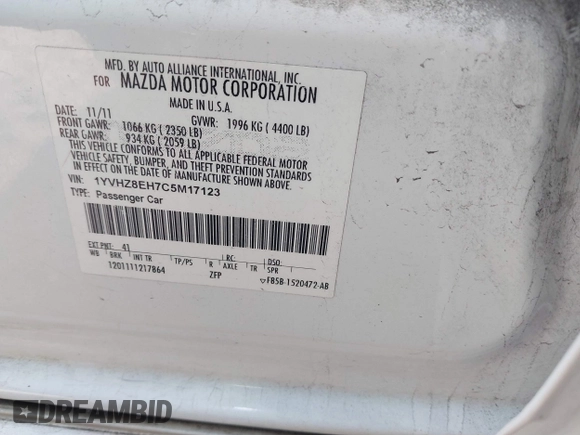 MFD. BY AUTO ALLIANCE INTERNATIONAL, INC.
FOR MAZDA MOTOR CORPORATION
MADE IN U.S.A.
DATE: 11/11 GVWR: 1996 KG ( 4400 LB)
FRONT GAWR: 1066 KG ( 2350 LB)
REAR GAWR: 934 KG ( 2059 LB)
THIS VEHICLE CONFORMS TO ALL APPLICABLE FEDERAL MOTOR
VEHICLE SAFETY, BUMPER, AND THEFT PREVENTION STANDARDS
IN EFFECT ON THE DATE OF MANUFACTURE SHOWN ABOVE.
VIN: 1YVHZ8EH7C5M17123
TYPE: Passenger Car
EXT PNT: 41 RC: DSO:
WB BRK INT TR TP/PS R AXLE TR SPR
1201111217864 ZFP F85B-1520472-AB
DREAMBID